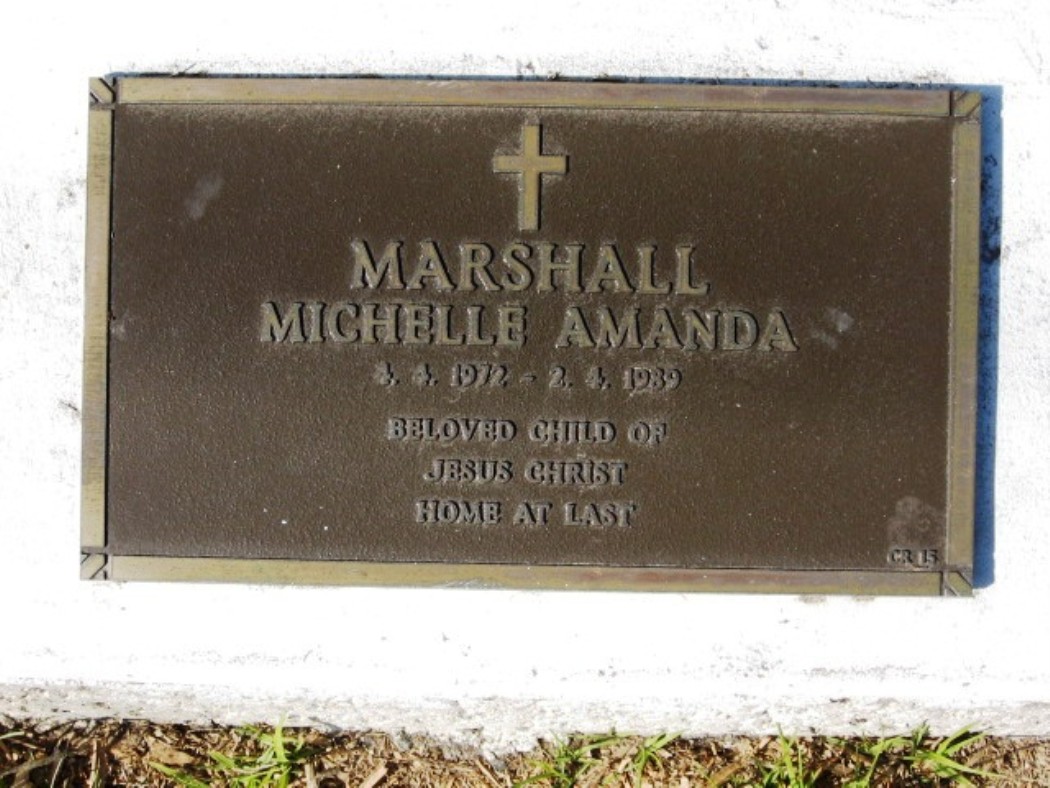 MARSHALL
MICHELLE AMANDA
4. 4. 1972 - 2. 4. 1989
BELOVED CHILD OF
JESUS CHRIST
HOME AT LAST
CR 15